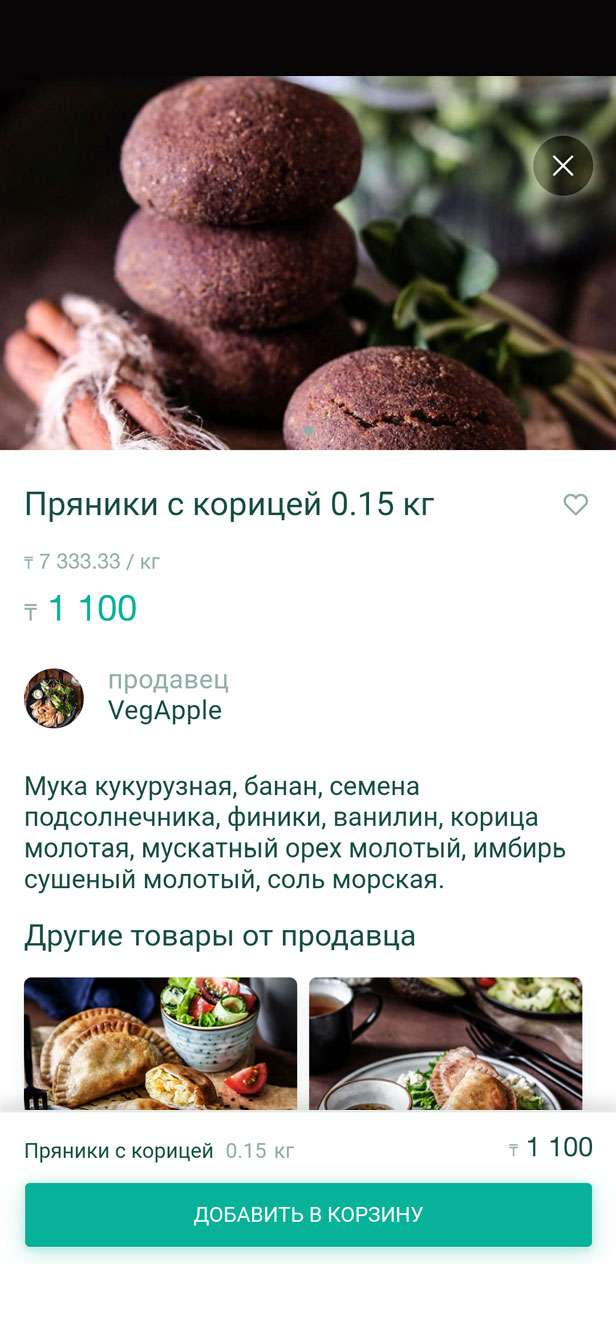 Пряники с корицей 0.15 кг
₸ 7 333.33 / кг
₸ 1 100
продавец
VegApple
Мука кукурузная, банан, семена
подсолнечника, финики, ванилин, корица
молотая, мускатный орех молотый, имбирь
сушеный молотый, соль морская.
Другие товары от продавца
Пряники с корицей 0.15 кг ₸ 1 100
ДОБАВИТЬ В КОРЗИНУ